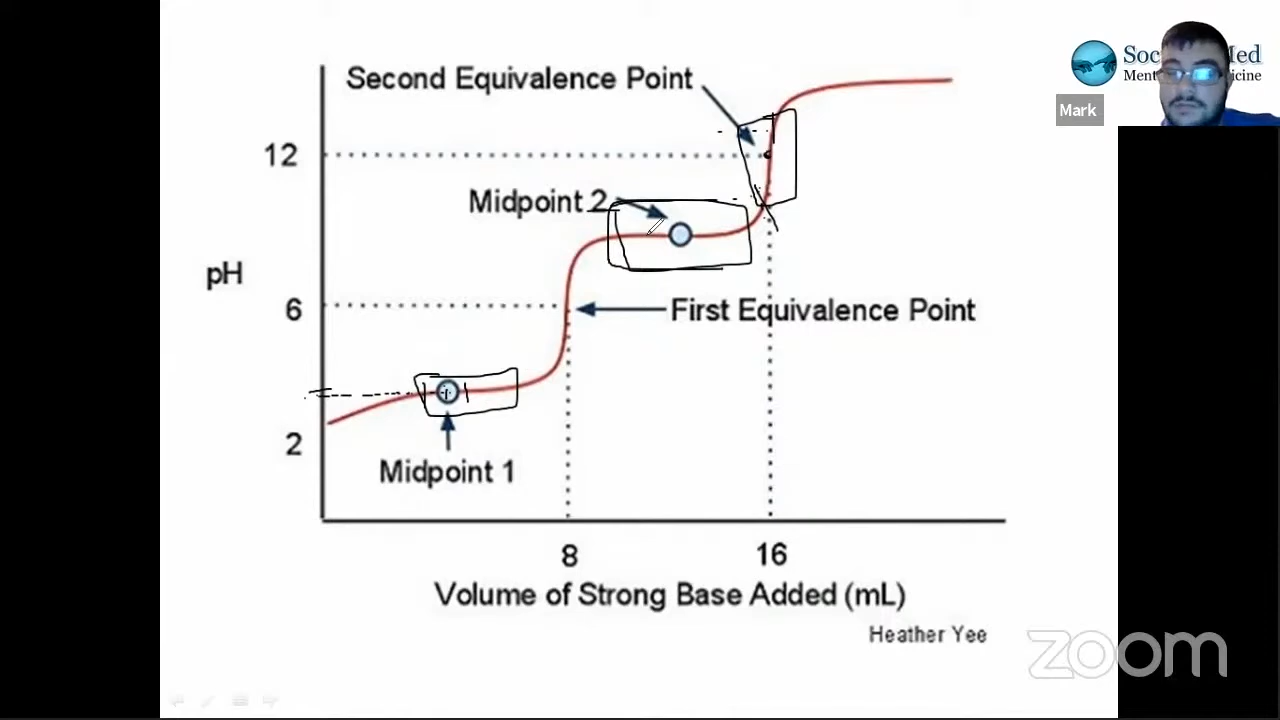 Second Equivalence Point
Mark
12
Midpoint 2
pH
6
First Equivalence Point
2
Midpoint 1
8
16
Volume of Strong Base Added (mL)
Heather Yee
zoom